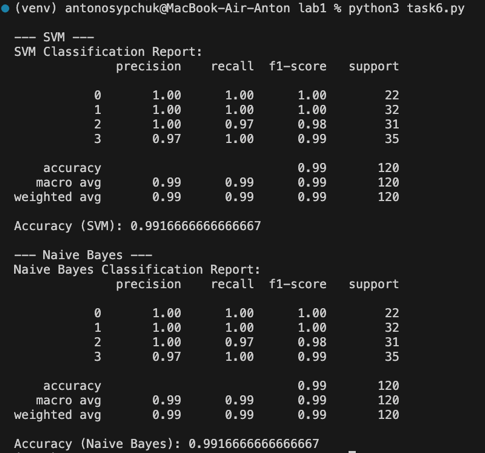 (venv) antonosypchuk@MacBook-Air-Anton lab1 % python3 task6.py
--- SVM ---
SVM Classification Report:
precision recall f1-score support
0 1.00 1.00 1.00 22
1 1.00 1.00 1.00 32
2 1.00 0.97 0.98 31
3 0.97 1.00 0.99 35
accuracy 0.99 120
macro avg 0.99 0.99 0.99 120
weighted avg 0.99 0.99 0.99 120
Accuracy (SVM): 0.9916666666666667
--- Naive Bayes ---
Naive Bayes Classification Report:
precision recall f1-score support
0 1.00 1.00 1.00 22
1 1.00 1.00 1.00 32
2 1.00 0.97 0.98 31
3 0.97 1.00 0.99 35
accuracy 0.99 120
macro avg 0.99 0.99 0.99 120
weighted avg 0.99 0.99 0.99 120
Accuracy (Naive Bayes): 0.9916666666666667